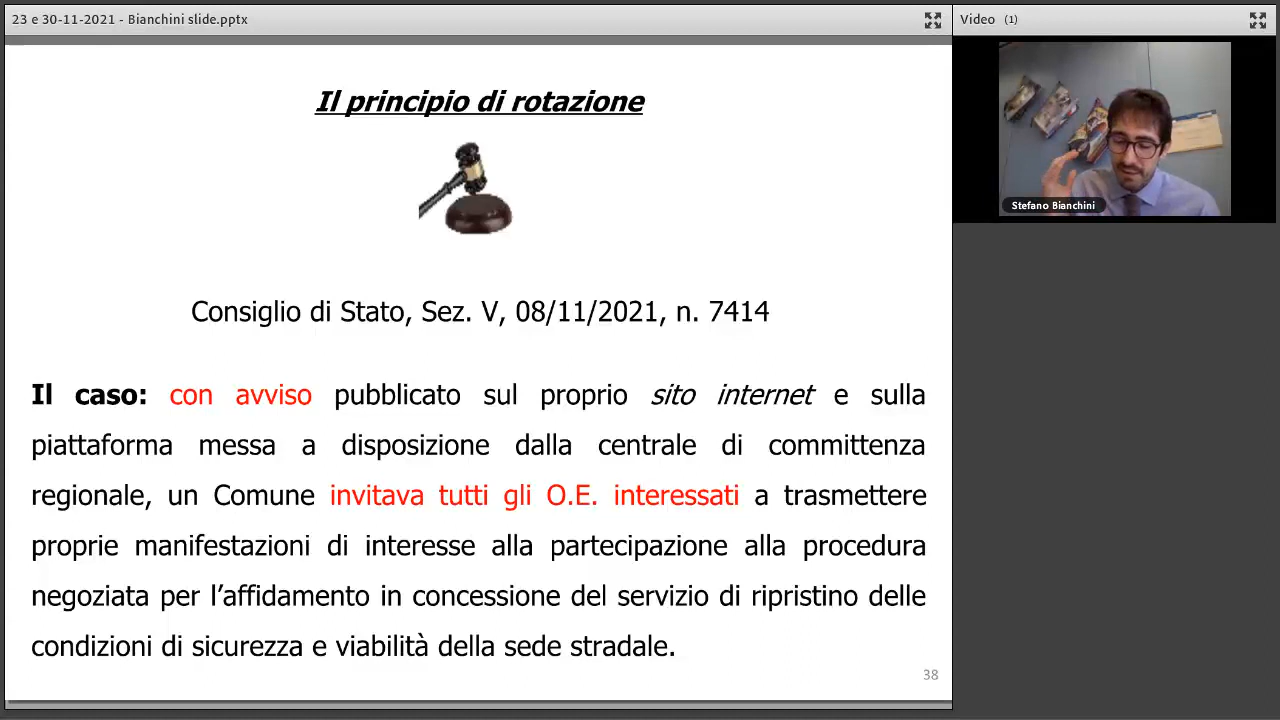 23 e 30-11-2021 - Bianchini slide.pptx
Video (1)
Il principio di rotazione
Stefano Bianchini
Consiglio di Stato, Sez. V, 08/11/2021, n. 7414
Il caso: con avviso pubblicato sul proprio sito internet e sulla
piattaforma messa a disposizione dalla centrale di committenza
regionale, un Comune invitava tutti gli O.E. interessati a trasmettere
proprie manifestazioni di interesse alla partecipazione alla procedura
negoziata per l'affidamento in concessione del servizio di ripristino delle
condizioni di sicurezza e viabilità della sede stradale.
38